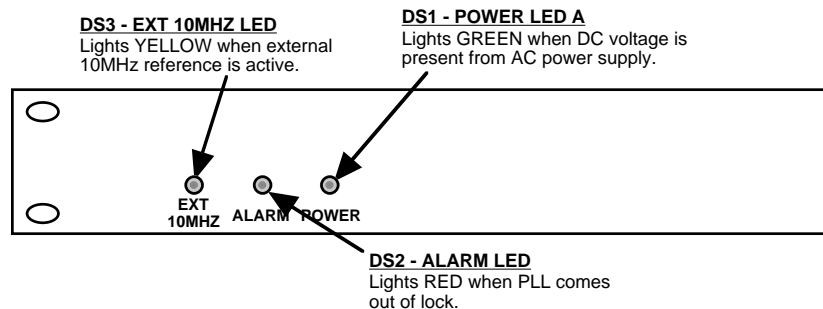 DS3 - EXT 10MHZ LED
Lights YELLOW when external
10MHz reference is active.
DS1 - POWER LED A
Lights GREEN when DC voltage is
present from AC power supply.
EXT
10MHZ
ALARM
POWER
DS2 - ALARM LED
Lights RED when PLL comes
out of lock.